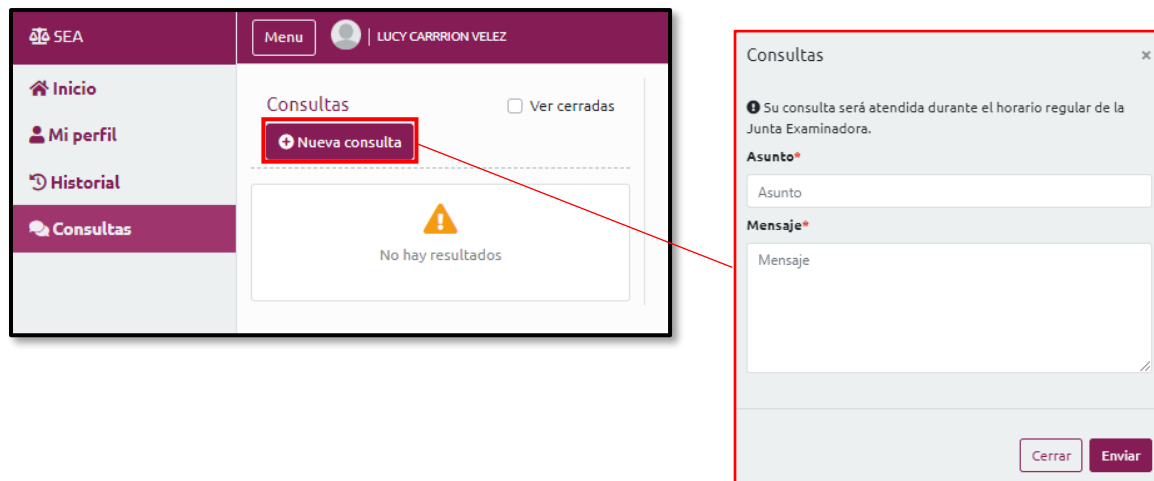 SEA
Menu | LUCY CARRRION VELEZ
Inicio
Mi perfil
Historial
Consultas
Consultas
Ver cerradas
Nueva consulta
No hay resultados
Consultas ×
Su consulta será atendida durante el horario regular de la
Junta Examinadora.
Asunto*
Asunto
Mensaje*
Mensaje
Cerrar Enviar